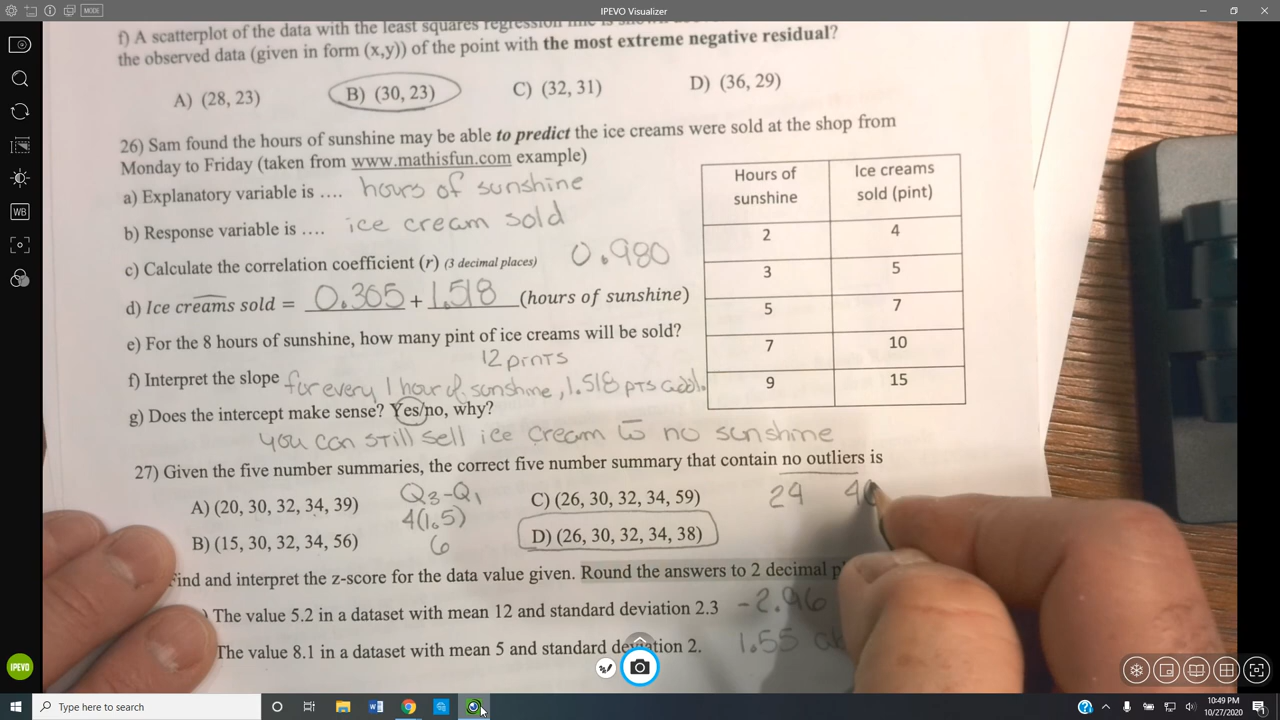 IPEVO Visualizer
MODE
f) A scatterplot of the data with the least squares regression line is shown
the observed data (given in form (x,y)) of the point with the most extreme negative residual?
A) (28, 23) B) (30, 23) C) (32, 31) D) (36, 29)
26) Sam found the hours of sunshine may be able to predict the ice creams were sold at the shop from
Monday to Friday (taken from www.mathisfun.com example)
a) Explanatory variable is .... hours of sunshine
b) Response variable is .... ice cream sold
c) Calculate the correlation coefficient (r) (3 decimal places) 0.980
d) Ice creams sold = 0.365 + 1.518 (hours of sunshine)
e) For the 8 hours of sunshine, how many pint of ice creams will be sold?
12 pints
f) Interpret the slope for every 1 hour of sunshine, 1.518 pts addl.
g) Does the intercept make sense? Yes/no, why?
you can still sell ice cream w no sunshine
Hours of sunshine Ice creams sold (pint)
2 4
3 5
5 7
7 10
9 15
27) Given the five number summaries, the correct five number summary that contain no outliers is
A) (20, 30, 32, 34, 39) Q3-Q1 C) (26, 30, 32, 34, 59) 24 40
4(1.5)
B) (15, 30, 32, 34, 56) 6 D) (26, 30, 32, 34, 38)
Find and interpret the z-score for the data value given. Round the answers to 2 decimal
) The value 5.2 in a dataset with mean 12 and standard deviation 2.3 -2.96
The value 8.1 in a dataset with mean 5 and standard deviation 2. 1.55
WB
IPEVO
Type here to search
10:49 PM
10/27/2020